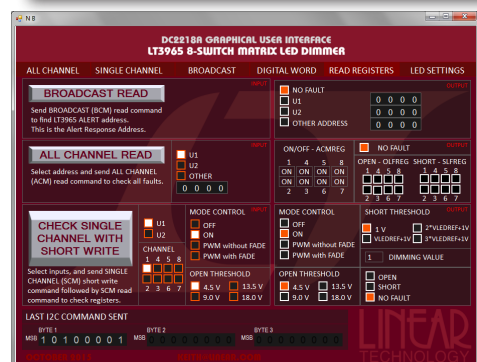 N 8
DC2218A GRAPHICAL USER INTERFACE
LT3965 8-SWITCH MATRIX LED DIMMER
ALL CHANNEL SINGLE CHANNEL BROADCAST DIGITAL WORD READ REGISTERS LED SETTINGS
BROADCAST READ
Send BROADCAST (BCM) read command
to find LT3965 ALERT address.
This is the Alert Response Address.
INPUT
NO FAULT
U1
U2
OTHER ADDRESS
0 0 0 0
0 0 0 0
0 0 0 0
OUTPUT
ALL CHANNEL READ
Select address and send ALL CHANNEL
(ACM) read command to check all faults.
U1
U2
OTHER
0 0 0 0
INPUT
ON/OFF - ACMREG
1 4 5 8
ON ON ON ON
ON ON ON ON
2 3 6 7
NO FAULT
OUTPUT
OPEN - OLFREG SHORT - SLFREG
1 4 5 8 1 4 5 8
2 3 6 7 2 3 6 7
CHECK SINGLE
CHANNEL WITH
SHORT WRITE
Select Inputs, and send SINGLE
CHANNEL (SCM) short write
command followed by SCM read
command to check registers.
U1
U2
CHANNEL
1 4 5 8
2 3 6 7
MODE CONTROL
INPUT
OFF
ON
PWM without FADE
PWM with FADE
OPEN THRESHOLD
4.5 V 13.5 V
9.0 V 18.0 V
MODE CONTROL
OFF
ON
PWM without FADE
PWM with FADE
OPEN THRESHOLD
4.5 V 13.5 V
9.0 V 18.0 V
SHORT THRESHOLD
OUTPUT
1 V 2*VLEDREF+1V
VLEDREF+1V 3*VLEDREF+1V
1 DIMMING VALUE
OPEN
SHORT
NO FAULT
LAST I2C COMMAND SENT
BYTE 1 BYTE 2 BYTE 3
MSB 1 0 1 0 0 0 0 1 MSB MSB
LINEAR
TECHNOLOGY